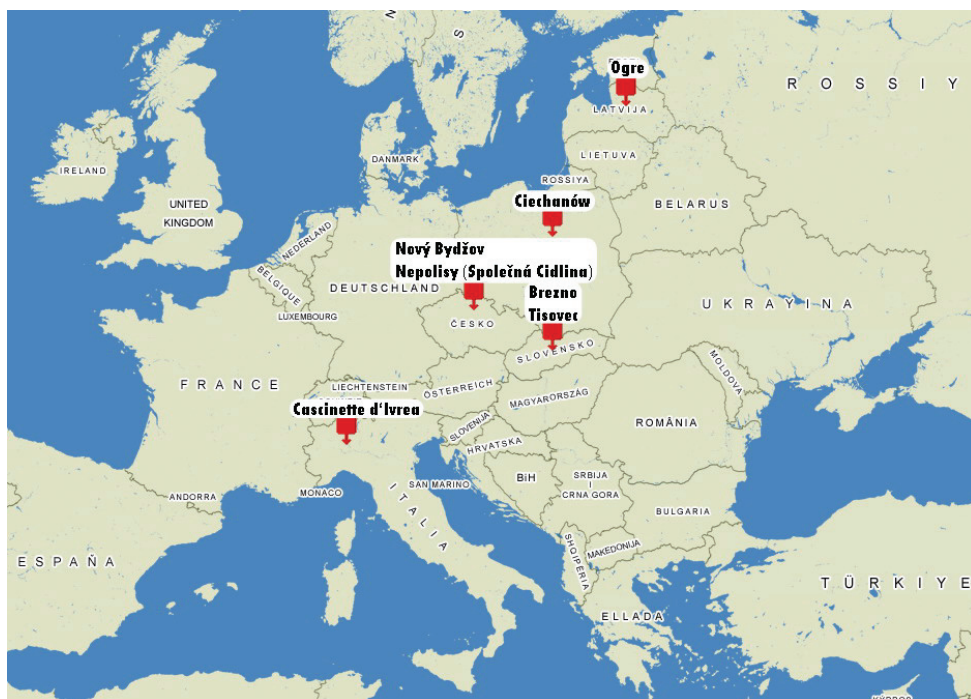 N
S
Ogre
ROSSIY
LATVIJA
DANMARK
LIETUVA
IRELAND
ROSSIYA
UNITED
KINGDOM
Ciechanów
BELARUS
NEDERLAND
Nový Bydžov
Nepolisy (Společná Cidlina)
BELGIQUE
DEUTSCHLAND
Brezno
Tisovec
UKRAYINA
LUXEMBOURG
ČESKO
SLOVENSKO
MOLDOVA
FRANCE
LIECHTENSTEIN
ÖSTERREICH
MAGYARORSZÁG
Cascinette d'Ivrea
SLOVENIJA
ROMÂNIA
HRVATSKA
BiH
SRBIJA
I
CRNA GORA
SAN MARINO
MONACO
ANDORRA
ITALIA
BULGARIA
SHQIPERIA
MAKEDONIJA
ESPAÑA
TÜRKIYE
ELLADA